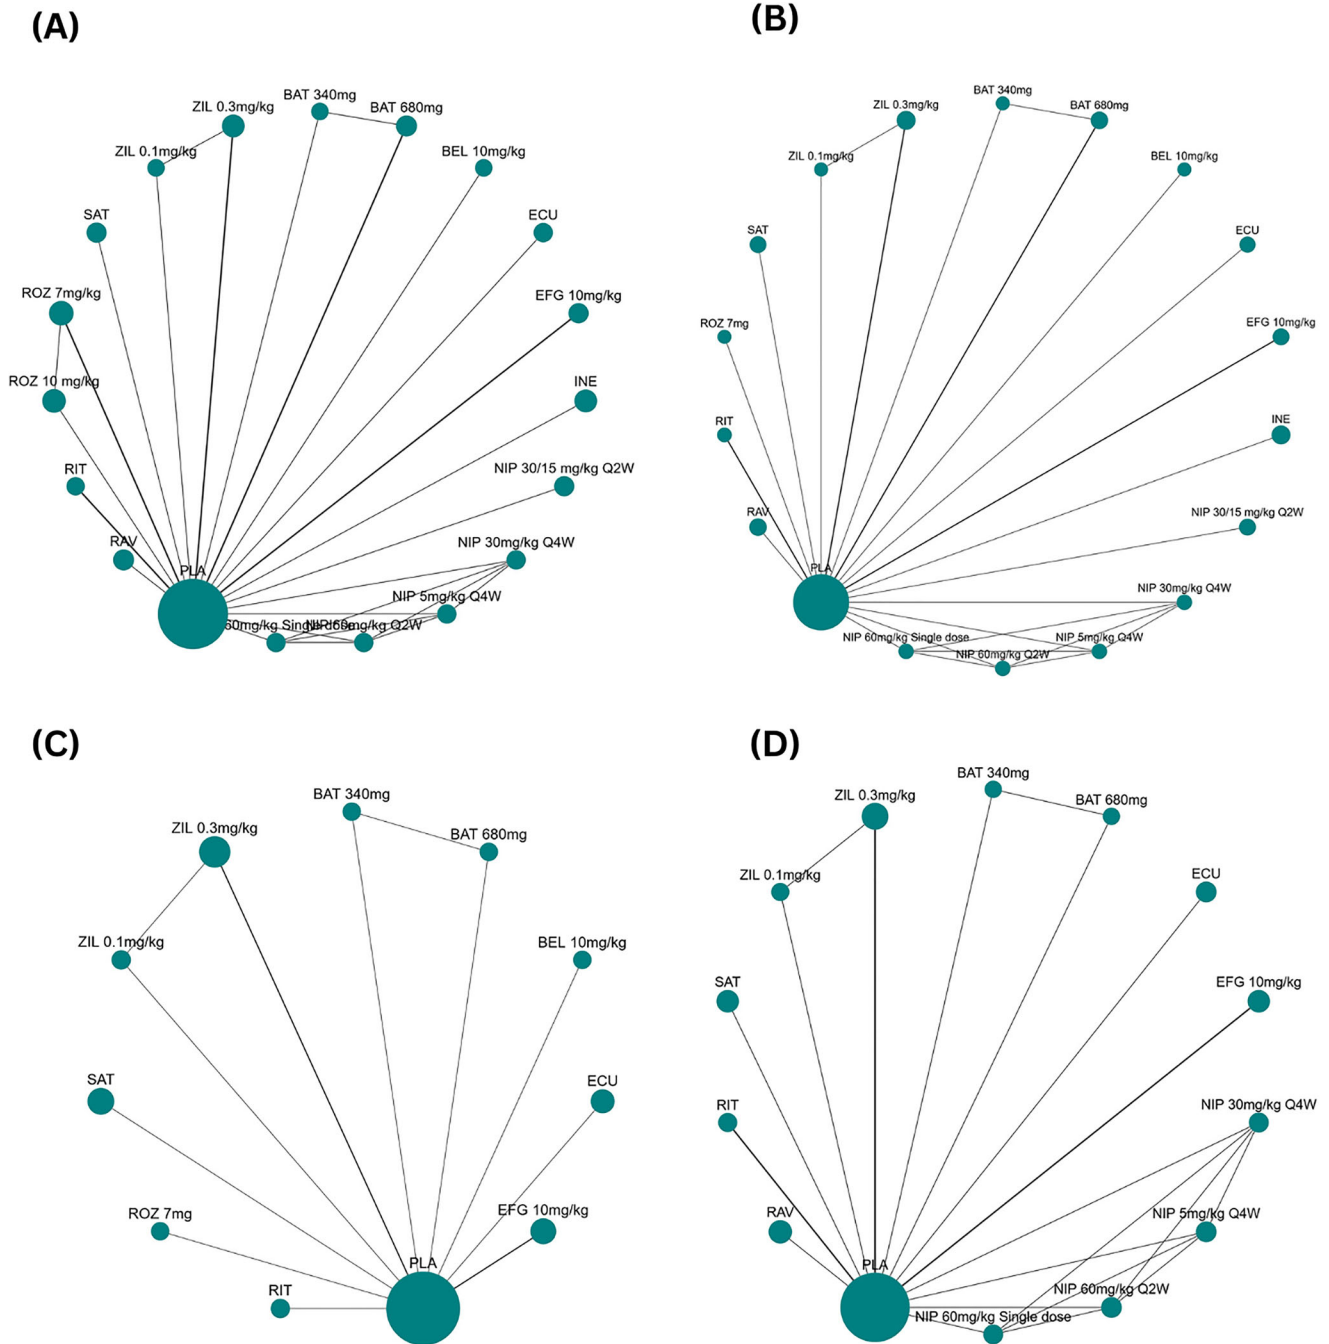 (A)
BAT 340mg
ZIL 0.3mg/kg
BAT 680mg
ZIL 0.1mg/kg
BEL 10mg/kg
SAT
ECU
ROZ 7mg/kg
EFG 10mg/kg
ROZ 10 mg/kg
INE
RIT
NIP 30/15 mg/kg Q2W
RAV
NIP 30mg/kg Q4W
PLA
NIP 5mg/kg Q4W
60mg/kg Single dose
NIP 60mg/kg Q2W
(B)
BAT 340mg
ZIL 0.3mg/kg
BAT 680mg
ZIL 0.1mg/kg
BEL 10mg/kg
SAT
ECU
ROZ 7mg
EFG 10mg/kg
RIT
INE
RAV
NIP 30/15 mg/kg Q2W
PLA
NIP 30mg/kg Q4W
NIP 60mg/kg Single dose
NIP 5mg/kg Q4W
NIP 60mg/kg Q2W
(C)
BAT 340mg
ZIL 0.3mg/kg
BAT 680mg
ZIL 0.1mg/kg
BEL 10mg/kg
SAT
ECU
ROZ 7mg
EFG 10mg/kg
PLA
RIT
(D)
BAT 340mg
ZIL 0.3mg/kg
BAT 680mg
ZIL 0.1mg/kg
ECU
SAT
EFG 10mg/kg
RIT
NIP 30mg/kg Q4W
RAV
NIP 5mg/kg Q4W
PLA
NIP 60mg/kg Q2W
NIP 60mg/kg Single dose